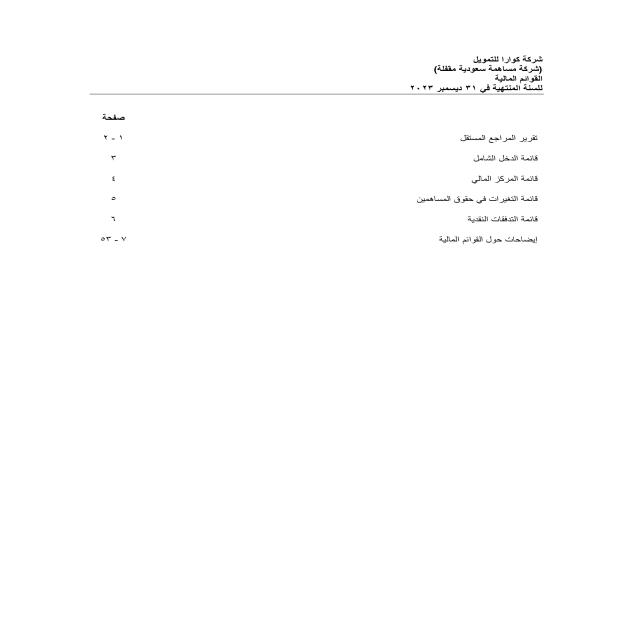 شركة كوارا للتمويل
(شركة مساهمة سعودية مقفلة)
القوائم المالية
للسنة المنتهية في ٣١ ديسمبر ٢٠٢٣
صفحة
تقرير المراجع المستقل ١ - ٢
قائمة الدخل الشامل ٣
قائمة المركز المالي ٤
قائمة التغيرات في حقوق المساهمين ٥
قائمة التدفقات النقدية ٦
إيضاحات حول القوائم المالية ٧ - ٥٣